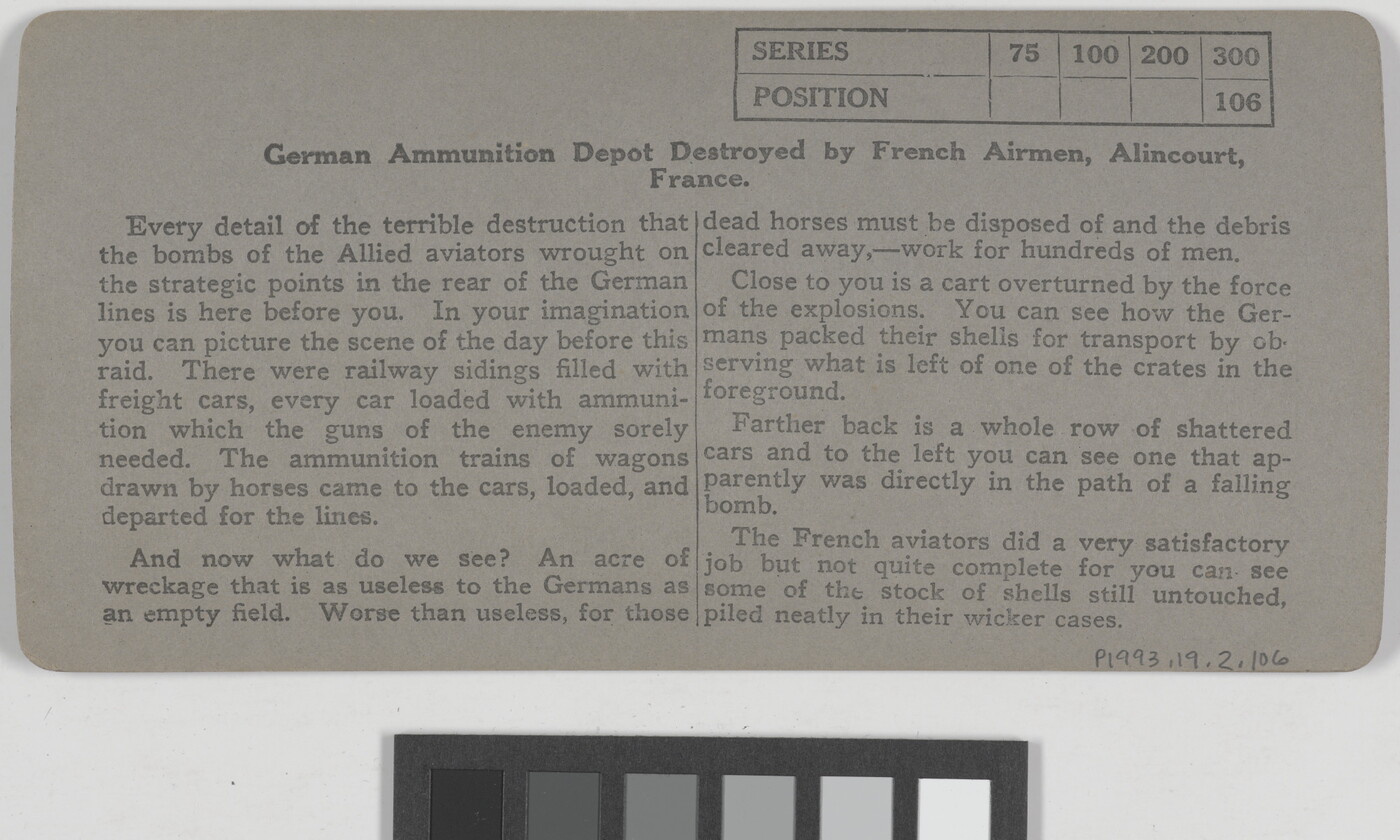 SERIES 75 100 200 300
POSITION 106
German Ammunition Depot Destroyed by French Airmen, Alincourt,
France.
Every detail of the terrible destruction that
the bombs of the Allied aviators wrought on
the strategic points in the rear of the German
lines is here before you. In your imagination
you can picture the scene of the day before this
raid. There were railway sidings filled with
freight cars, every car loaded with ammuni-
tion which the guns of the enemy sorely
needed. The ammunition trains of wagons
drawn by horses came to the cars, loaded, and
departed for the lines.
And now what do we see? An acre of
wreckage that is as useless to the Germans as
an empty field. Worse than useless, for those
dead horses must be disposed of and the debris
cleared away,—work for hundreds of men.
Close to you is a cart overturned by the force
of the explosions. You can see how the Ger-
mans packed their shells for transport by ob-
serving what is left of one of the crates in the
foreground.
Farther back is a whole row of shattered
cars and to the left you can see one that ap-
parently was directly in the path of a falling
bomb.
The French aviators did a very satisfactory
job but not quite complete for you can see
some of the stock of shells still untouched,
piled neatly in their wicker cases.
P1993.19.2.106